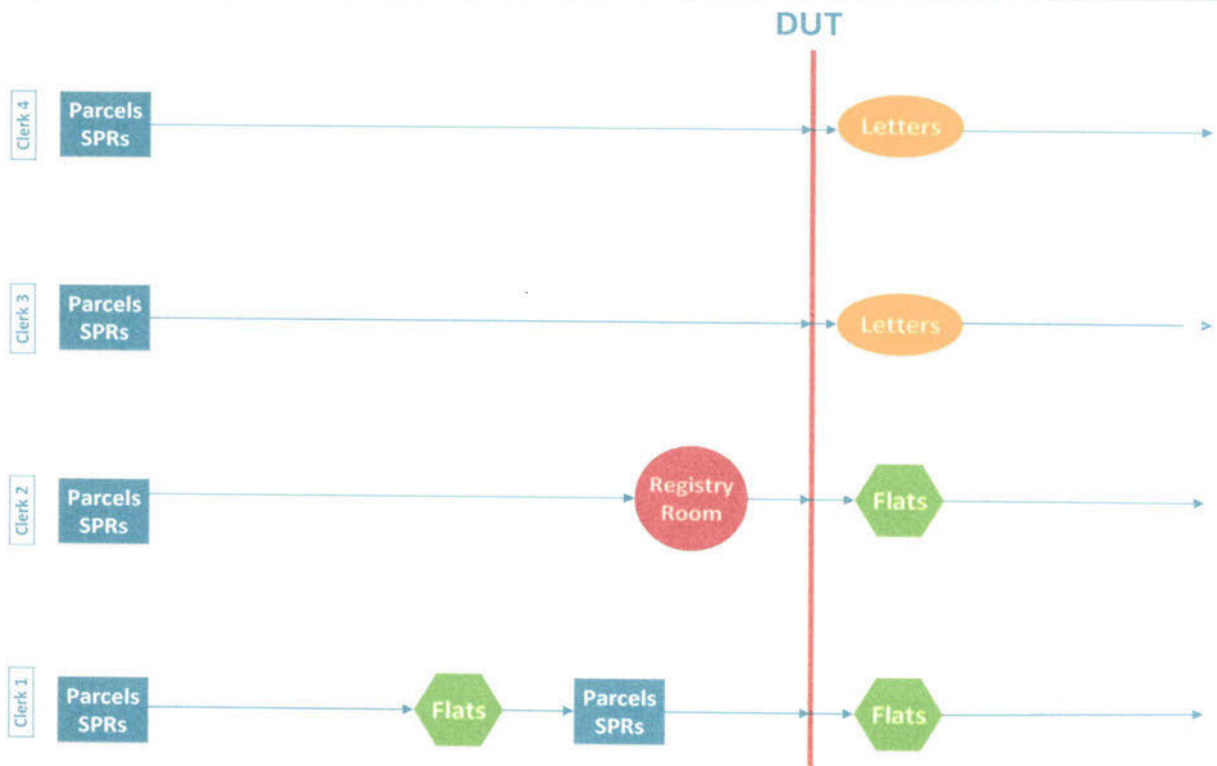 DUT
Clerk 4
Parcels
SPRs
Letters
Clerk 3
Parcels
SPRs
Letters
Clerk 2
Parcels
SPRs
Registry
Room
Flats
Clerk 1
Parcels
SPRs
Flats
Parcels
SPRs
Flats